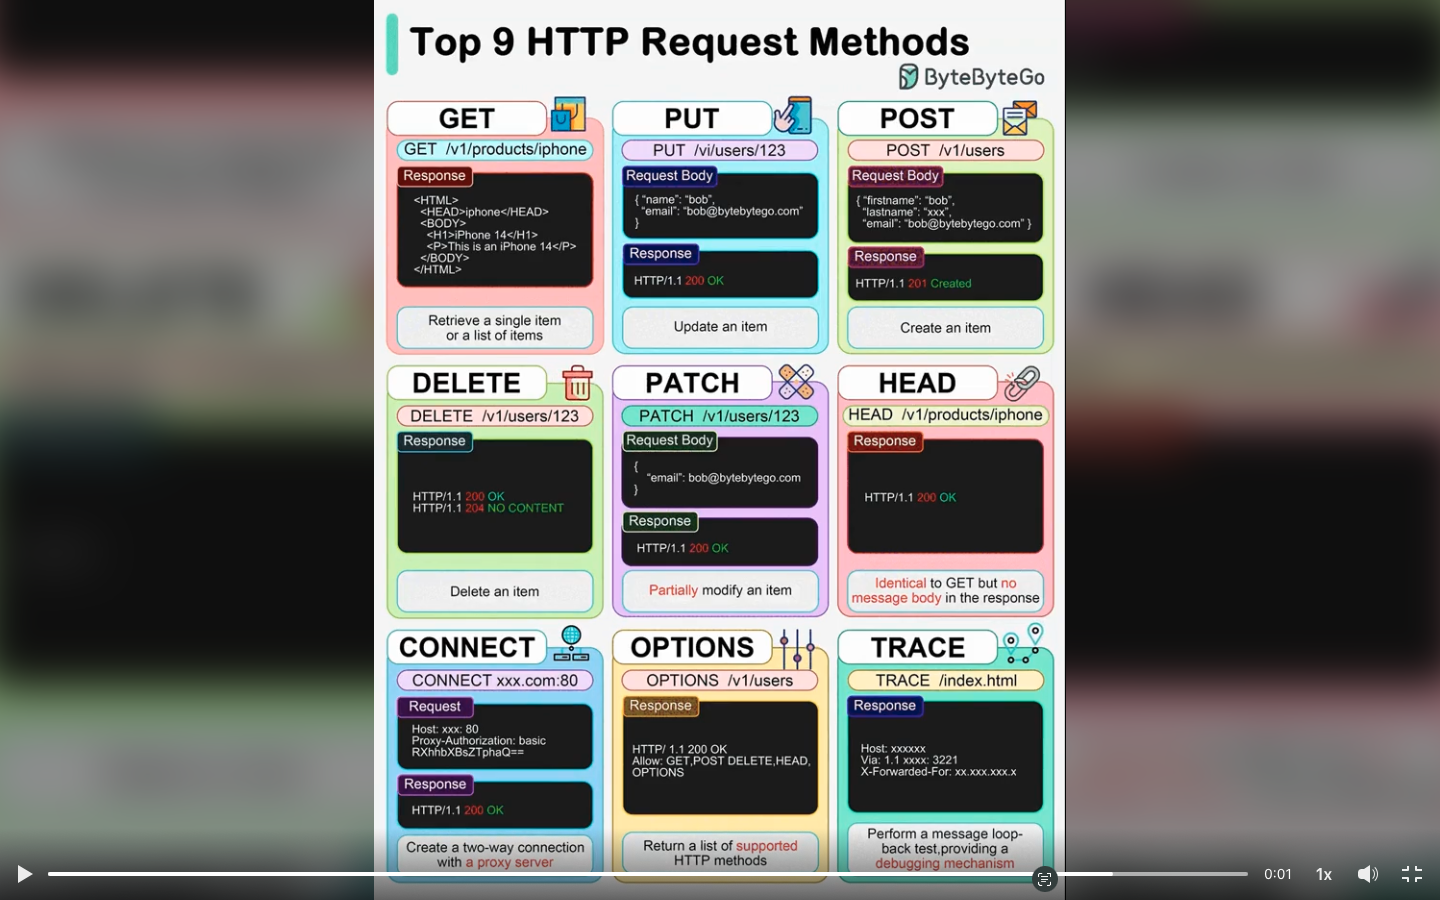 Top 9 HTTP Request Methods
ByteByteGo
GET
GET /v1/products/iphone
Response
<HTML>
<HEAD>iphone</HEAD>
<BODY>
<H1>iPhone 14</H1>
<P>This is an iPhone 14</P>
</BODY>
</HTML>
Retrieve a single item
or a list of items
PUT
PUT /vi/users/123
Request Body
{ “name”: “bob”,
“email”: “bob@bytebytego.com”
}
Response
HTTP/1.1 200 OK
Update an item
POST
POST /v1/users
Request Body
{ “firstname”: “bob”,
“lastname”: “xxx”,
“email”: “bob@bytebytego.com” }
Response
HTTP/1.1 201 Created
Create an item
DELETE
DELETE /v1/users/123
Response
HTTP/1.1 200 OK
HTTP/1.1 204 NO CONTENT
Delete an item
PATCH
PATCH /v1/users/123
Request Body
{
“email”: bob@bytebytego.com
}
Response
HTTP/1.1 200 OK
Partially modify an item
HEAD
HEAD /v1/products/iphone
Response
HTTP/1.1 200 OK
Identical to GET but no
message body in the response
CONNECT
CONNECT xxx.com:80
Request
Host: xxx: 80
Proxy-Authorization: basic
RXhhbXBsZTphaQ==
Response
HTTP/1.1 200 OK
Create a two-way connection
with a proxy server
OPTIONS
OPTIONS /v1/users
Response
HTTP/ 1.1 200 OK
Allow: GET,POST DELETE,HEAD,
OPTIONS
Return a list of supported
HTTP methods
TRACE
TRACE /index.html
Response
Host: xxxxxx
Via: 1.1 xxxx: 3221
X-Forwarded-For: xx.xxx.xxx.x
Perform a message loop-
back test,providing a
debugging mechanism
0:01
1x